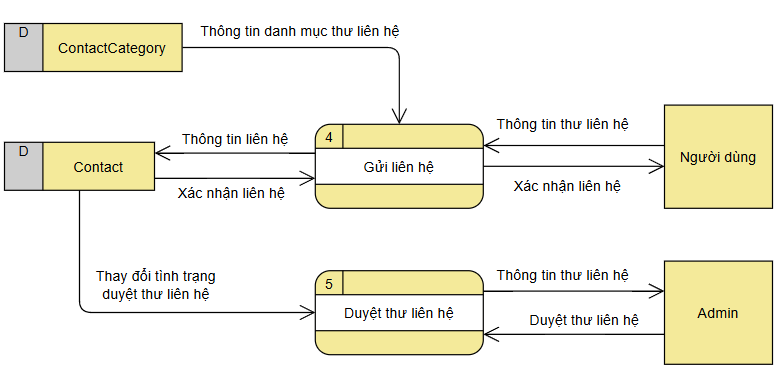 D
ContactCategory
Thông tin danh mục thư liên hệ
D
Contact
Thông tin liên hệ
Xác nhận liên hệ
4
Gửi liên hệ
Thông tin thư liên hệ
Xác nhận liên hệ
Người dùng
Thay đổi tình trạng
duyệt thư liên hệ
5
Duyệt thư liên hệ
Thông tin thư liên hệ
Duyệt thư liên hệ
Admin